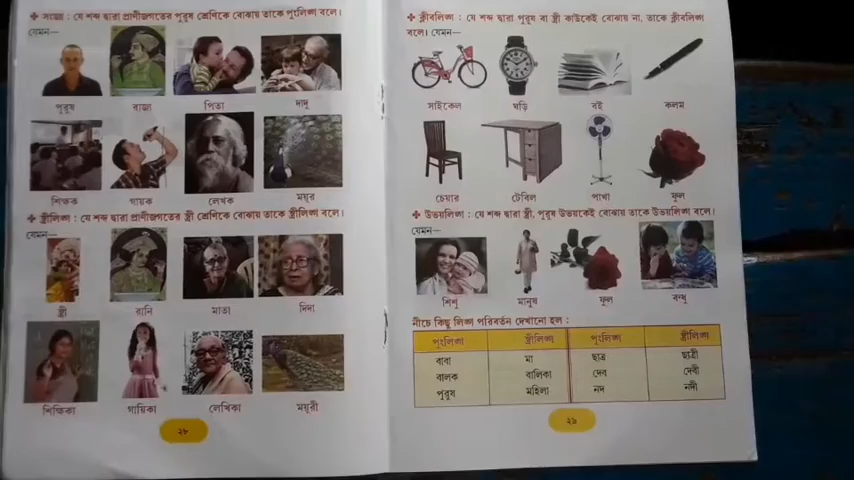 ✦ সংজ্ঞা : যে শব্দ দ্বারা প্রাণীজগতের পুরুষ শ্রেণিকে বোঝায় তাকে পুংলিঙ্গ বলে।
যেমন—
পুরুষ রাজা পিতা দাদু
শিক্ষক গায়ক লেখক ময়ূর
✦ স্ত্রীলিঙ্গ : যে শব্দ দ্বারা প্রাণীজগতের স্ত্রী শ্রেণিকে বোঝায় তাকে স্ত্রীলিঙ্গ বলে।
যেমন—
স্ত্রী রানি মাতা দিদা
শিক্ষিকা গায়িকা লেখিকা ময়ূরী
২৮
✦ ক্লীবলিঙ্গ : যে শব্দ দ্বারা পুরুষ বা স্ত্রী কাউকেই বোঝায় না, তাকে ক্লীবলিঙ্গ
বলে। যেমন—
সাইকেল ঘড়ি বই কলম
চেয়ার টেবিল পাখা ফুল
✦ উভয়লিঙ্গ : যে শব্দ দ্বারা স্ত্রী, পুরুষ উভয়কেই বোঝায় তাকে উভয়লিঙ্গ বলে।
যেমন—
শিশু মানুষ ফুল বন্ধু
নীচে কিছু লিঙ্গ পরিবর্তন দেখানো হল :
পুংলিঙ্গ স্ত্রীলিঙ্গ পুংলিঙ্গ স্ত্রীলিঙ্গ
বাবা মা ছাত্র ছাত্রী
বালক বালিকা দেব দেবী
পুরুষ মহিলা নদ নদী
২৯